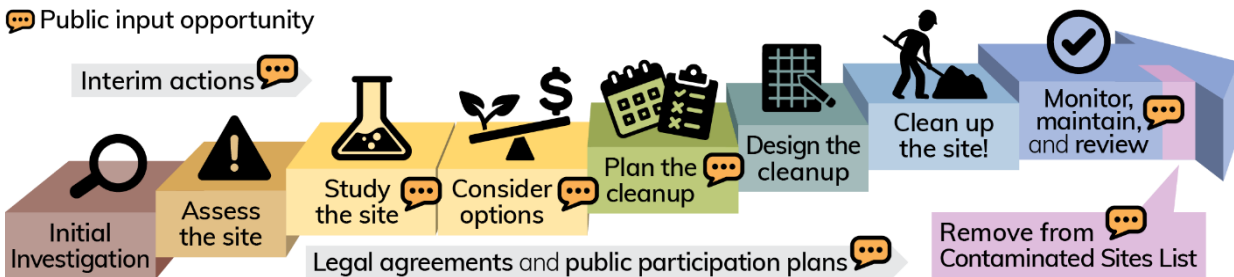 Public input opportunity
Interim actions
Initial
Investigation
Assess
the site
Study
the site
Consider
options
Plan the
cleanup
Design the
cleanup
Clean up
the site!
Monitor,
maintain,
and review
Legal agreements and public participation plans
Remove from
Contaminated Sites List